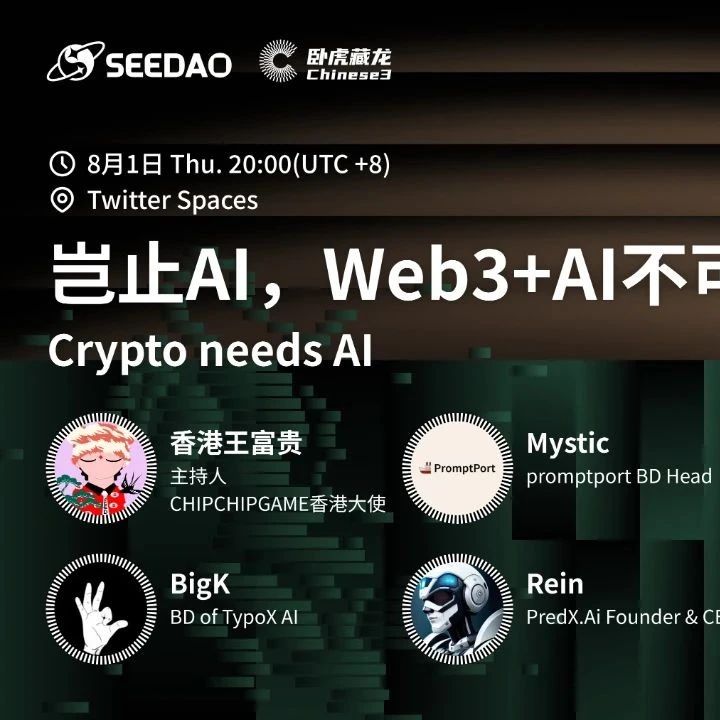 SEEDAO
卧虎藏龙
Chinese3
8月1日 Thu. 20:00(UTC +8)
Twitter Spaces
岂止AI，Web3+AI不可
Crypto needs AI
香港王富贵
主持人
CHIPCHIPGAME香港大使
PromptPort
Mystic
promptport BD Head
BigK
BD of TypoX AI
Rein
PredX.Ai Founder &